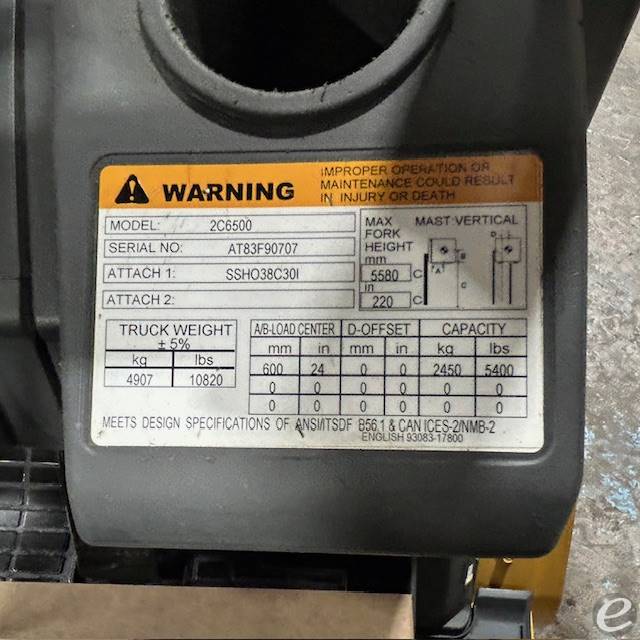 WARNING
IMPROPER OPERATION OR
MAINTENANCE COULD RESULT
IN INJURY OR DEATH
MODEL: 2C6500
SERIAL NO: AT83F90707
ATTACH 1: SSHO38C30I
ATTACH 2:
MAX MAST VERTICAL
FORK
HEIGHT
mm
5580 C
in
220 C
TRUCK WEIGHT
± 5%
kg lbs
4907 10820
A/B-LOAD CENTER D-OFFSET CAPACITY
mm in mm in kg lbs
600 24 0 0 2450 5400
0 0 0 0 0 0
0 0 0 0 0 0
MEETS DESIGN SPECIFICATIONS OF ANSI/ITSDF B56.1 & CAN ICES-2/NMB-2
ENGLISH 93083-17800
e